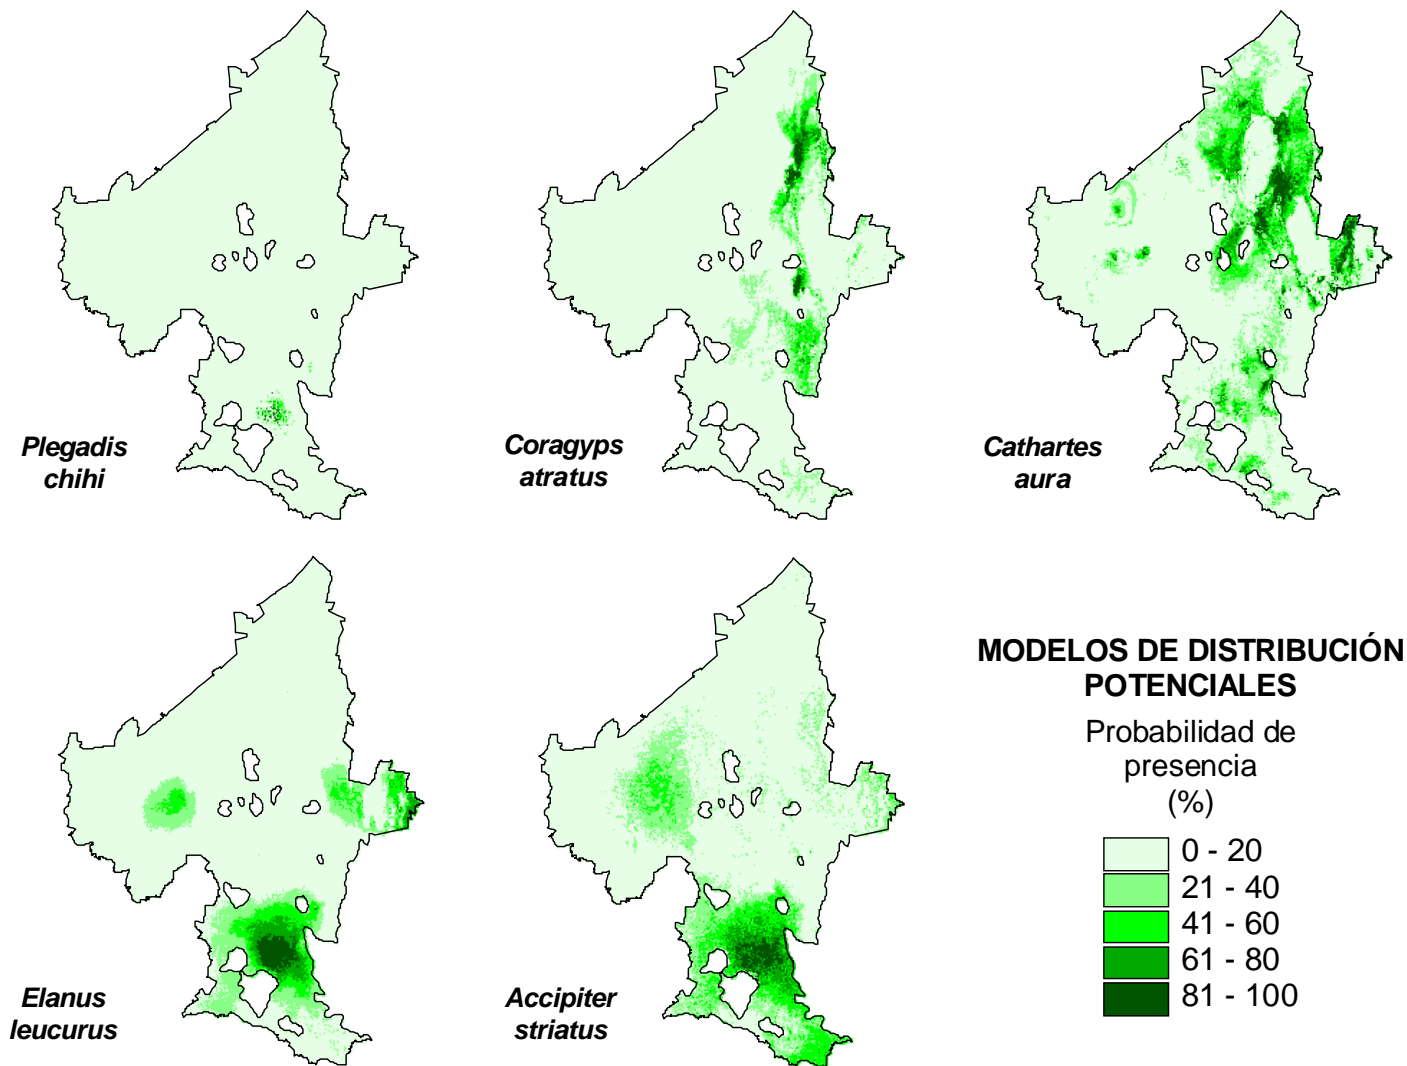 Plegadis
chihi
Coragyps
atratus
Cathartes
aura
Elanus
leucurus
Accipiter
striatus
MODELOS DE DISTRIBUCIÓN
POTENCIALES
Probabilidad de
presencia
(%)
0 - 20
21 - 40
41 - 60
61 - 80
81 - 100